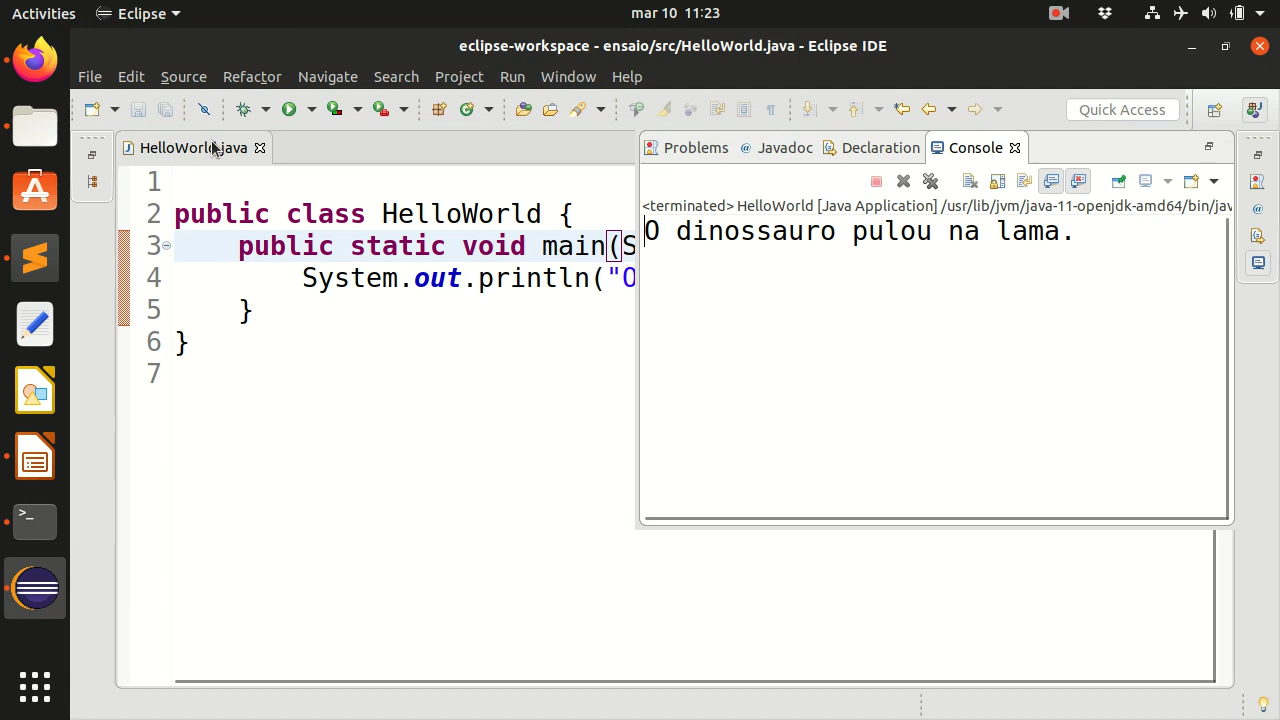 Activities Eclipse mar 10 11:23
eclipse-workspace - ensaio/src/HelloWorld.java - Eclipse IDE
File Edit Source Refactor Navigate Search Project Run Window Help
Quick Access
HelloWorld.java
Problems Javadoc Declaration Console
<terminated> HelloWorld [Java Application] /usr/lib/jvm/java-11-openjdk-amd64/bin/jav
O dinossauro pulou na lama.
1
2 public class HelloWorld {
3 public static void main(S
4 System.out.println("O
5 }
6 }
7